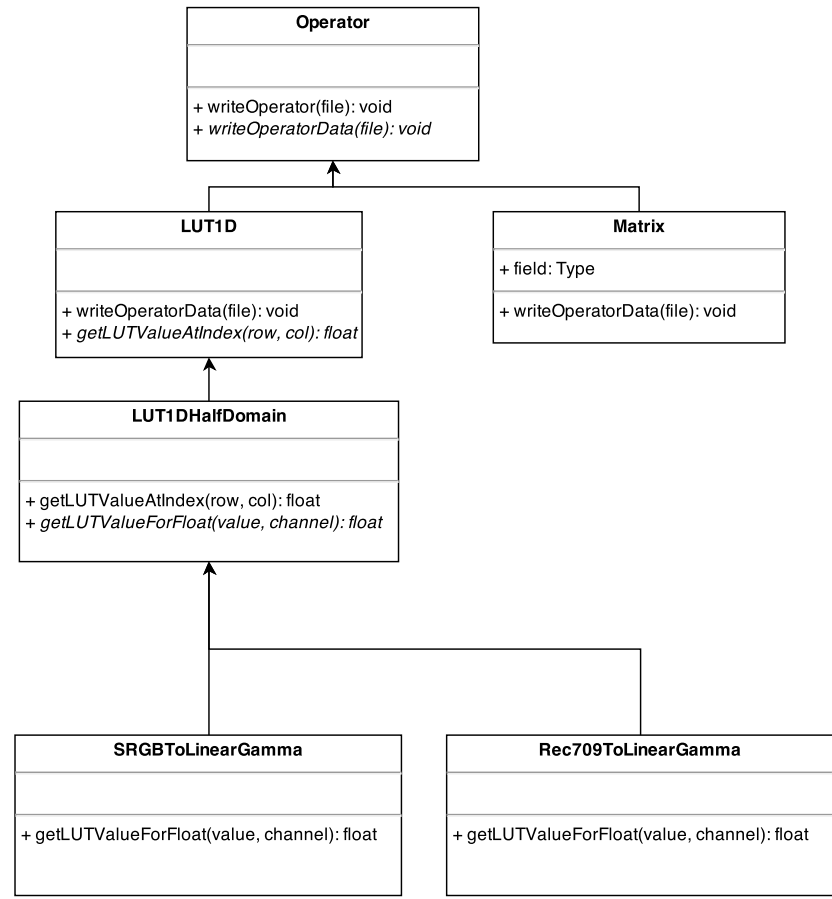 Operator
+ writeOperator(file): void
+ writeOperatorData(file): void
LUT1D
+ writeOperatorData(file): void
+ getLUTValueAtIndex(row, col): float
Matrix
+ field: Type
+ writeOperatorData(file): void
LUT1DHalfDomain
+ getLUTValueAtIndex(row, col): float
+ getLUTValueForFloat(value, channel): float
SRGBToLinearGamma
+ getLUTValueForFloat(value, channel): float
Rec709ToLinearGamma
+ getLUTValueForFloat(value, channel): float